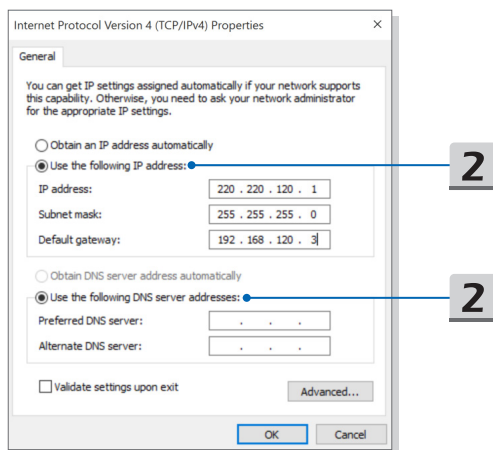 Internet Protocol Version 4 (TCP/IPv4) Properties
General
You can get IP settings assigned automatically if your network supports
this capability. Otherwise, you need to ask your network administrator
for the appropriate IP settings.
Obtain an IP address automatically
Use the following IP address:
2
IP address: 220 . 220 . 120 . 1
Subnet mask: 255 . 255 . 255 . 0
Default gateway: 192 . 168 . 120 . 3
Obtain DNS server address automatically
Use the following DNS server addresses:
2
Preferred DNS server: . . .
Alternate DNS server: . . .
Validate settings upon exit
Advanced...
OK Cancel